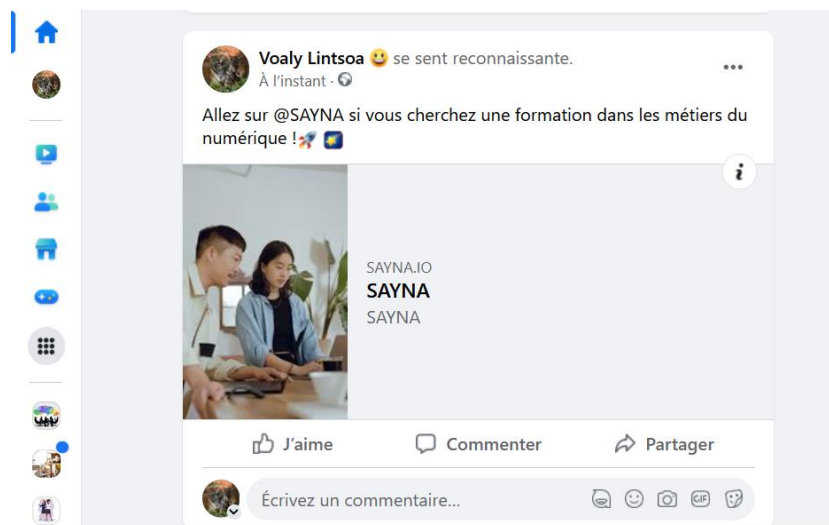 Voaly Lintsoa 😀 se sent reconnaissante.
À l'instant ·
Allez sur @SAYNA si vous cherchez une formation dans les métiers du
numérique !🚀 🌠
SAYNA.IO
SAYNA
SAYNA
J'aime
Commenter
Partager
Écrivez un commentaire...
GIF